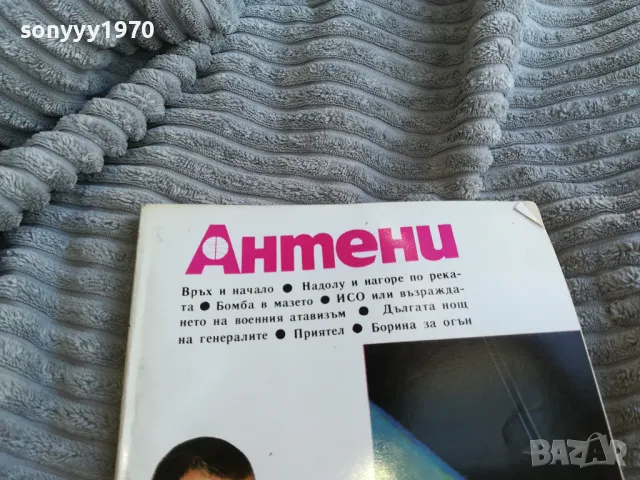 sonyyy1970
Антени
Връх и начало ● Надолу и нагоре по река-
та ● Бомба в мазето ● ИСО или възражда-
нето на военния атавизъм ● Дългата нощ
на генералите ● Приятел ● Борина за огън
BAZAR